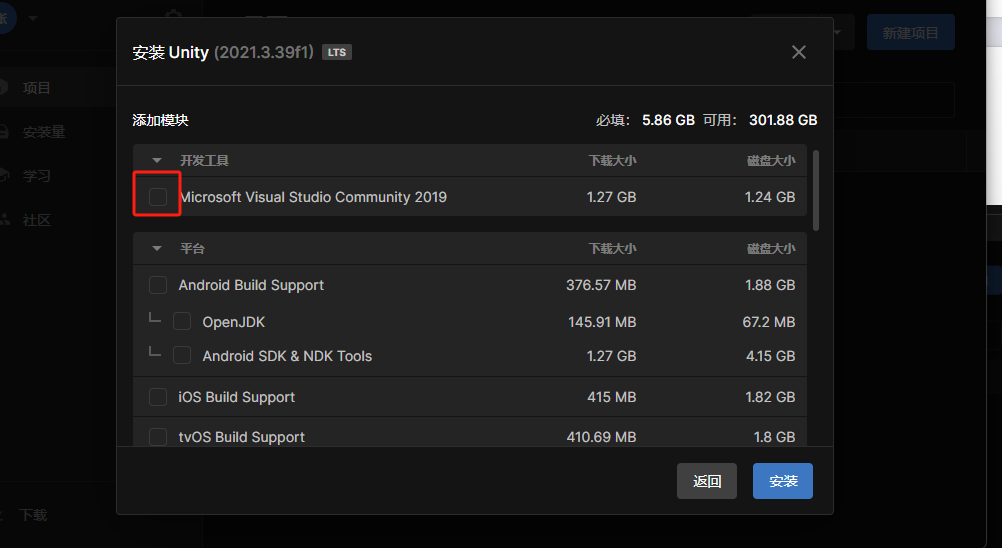 新建项目
项目
安装量
学习
社区
下载
安装 Unity (2021.3.39f1) LTS
添加模块 必填: 5.86 GB 可用: 301.88 GB
开发工具 下载大小 磁盘大小
Microsoft Visual Studio Community 2019 1.27 GB 1.24 GB
平台 下载大小 磁盘大小
Android Build Support 376.57 MB 1.88 GB
OpenJDK 145.91 MB 67.2 MB
Android SDK & NDK Tools 1.27 GB 4.15 GB
iOS Build Support 415 MB 1.82 GB
tvOS Build Support 410.69 MB 1.8 GB
返回 安装